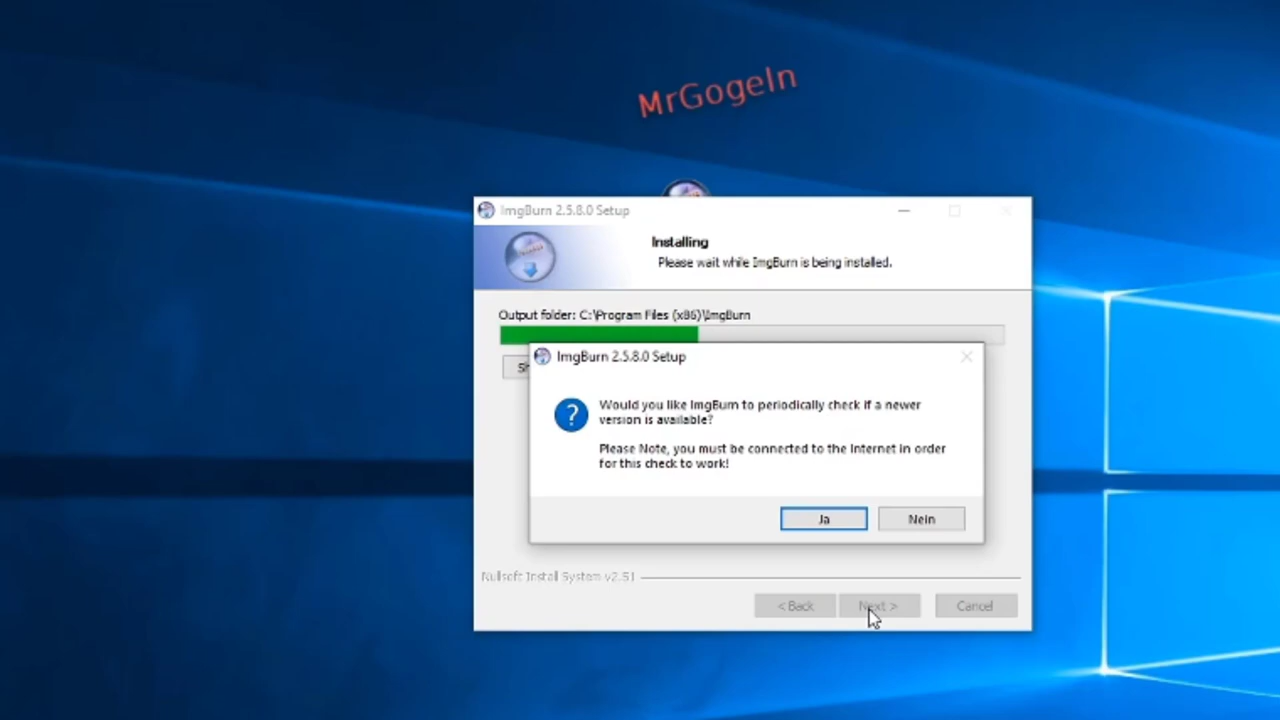 MrGogeln
ImgBurn 2.5.8.0 Setup
Installing
Please wait while ImgBurn is being installed.
Output folder: C:\Program Files (x86)\ImgBurn
ImgBurn 2.5.8.0 Setup
Would you like ImgBurn to periodically check if a newer
version is available?
Please Note, you must be connected to the Internet in order
for this check to work!
Ja Nein
Nullsoft Install System v2.51
< Back Next > Cancel